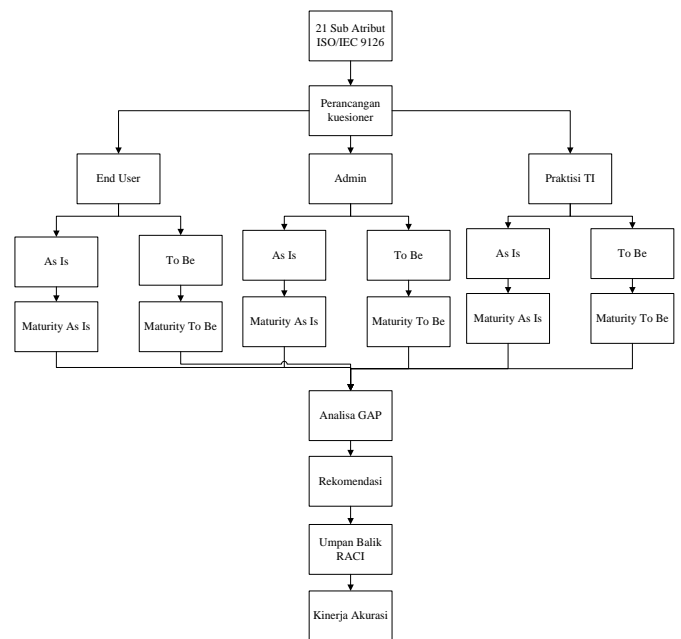 21 Sub Atribut
ISO/IEC 9126
Perancangan
kuesioner
End User
Admin
Praktisi TI
As Is
To Be
As Is
To Be
As Is
To Be
Maturity As Is
Maturity To Be
Maturity As Is
Maturity To Be
Maturity As Is
Maturity To Be
Analisa GAP
Rekomendasi
Umpan Balik
RACI
Kinerja Akurasi